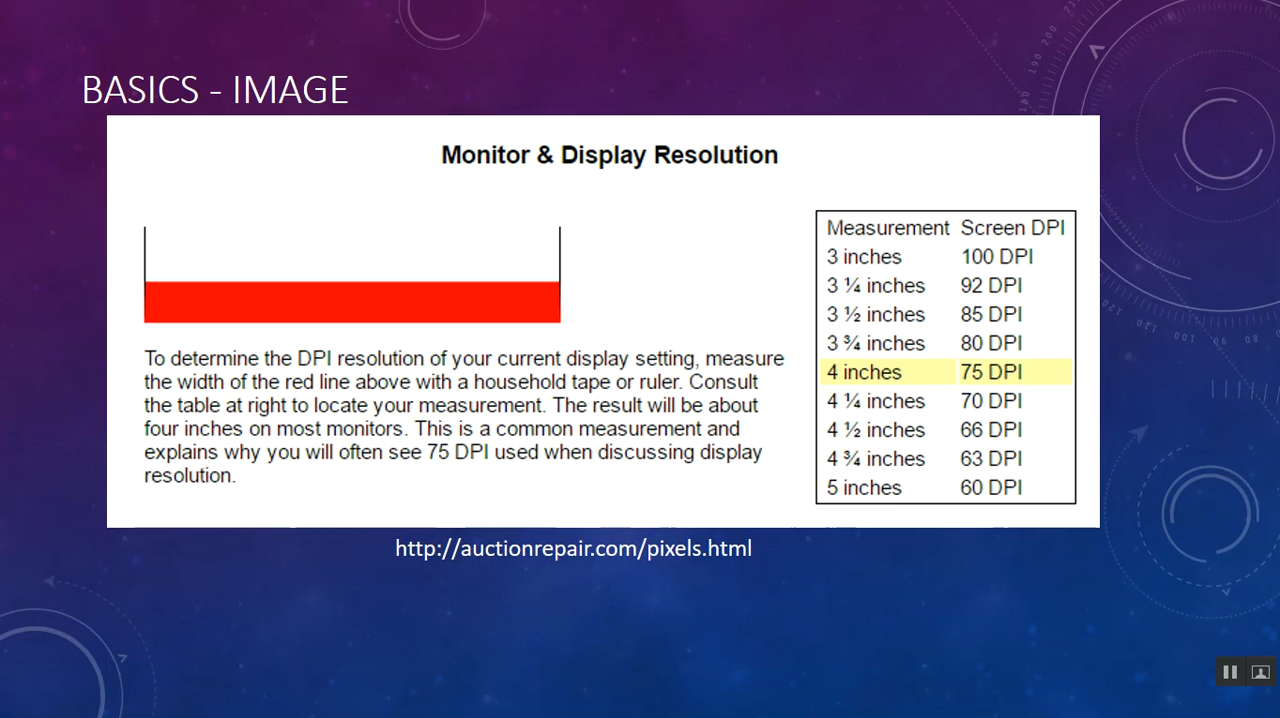 BASICS - IMAGE
Monitor & Display Resolution
To determine the DPI resolution of your current display setting, measure
the width of the red line above with a household tape or ruler. Consult
the table at right to locate your measurement. The result will be about
four inches on most monitors. This is a common measurement and
explains why you will often see 75 DPI used when discussing display
resolution.
Measurement Screen DPI
3 inches 100 DPI
3 ¼ inches 92 DPI
3 ½ inches 85 DPI
3 ¾ inches 80 DPI
4 inches 75 DPI
4 ¼ inches 70 DPI
4 ½ inches 66 DPI
4 ¾ inches 63 DPI
5 inches 60 DPI
http://auctionrepair.com/pixels.html